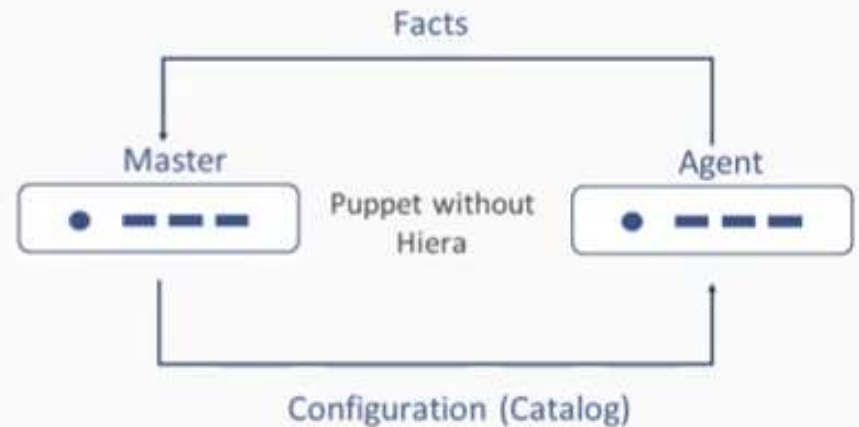 Facts
Master
Agent
Puppet without
Hiera
Configuration (Catalog)